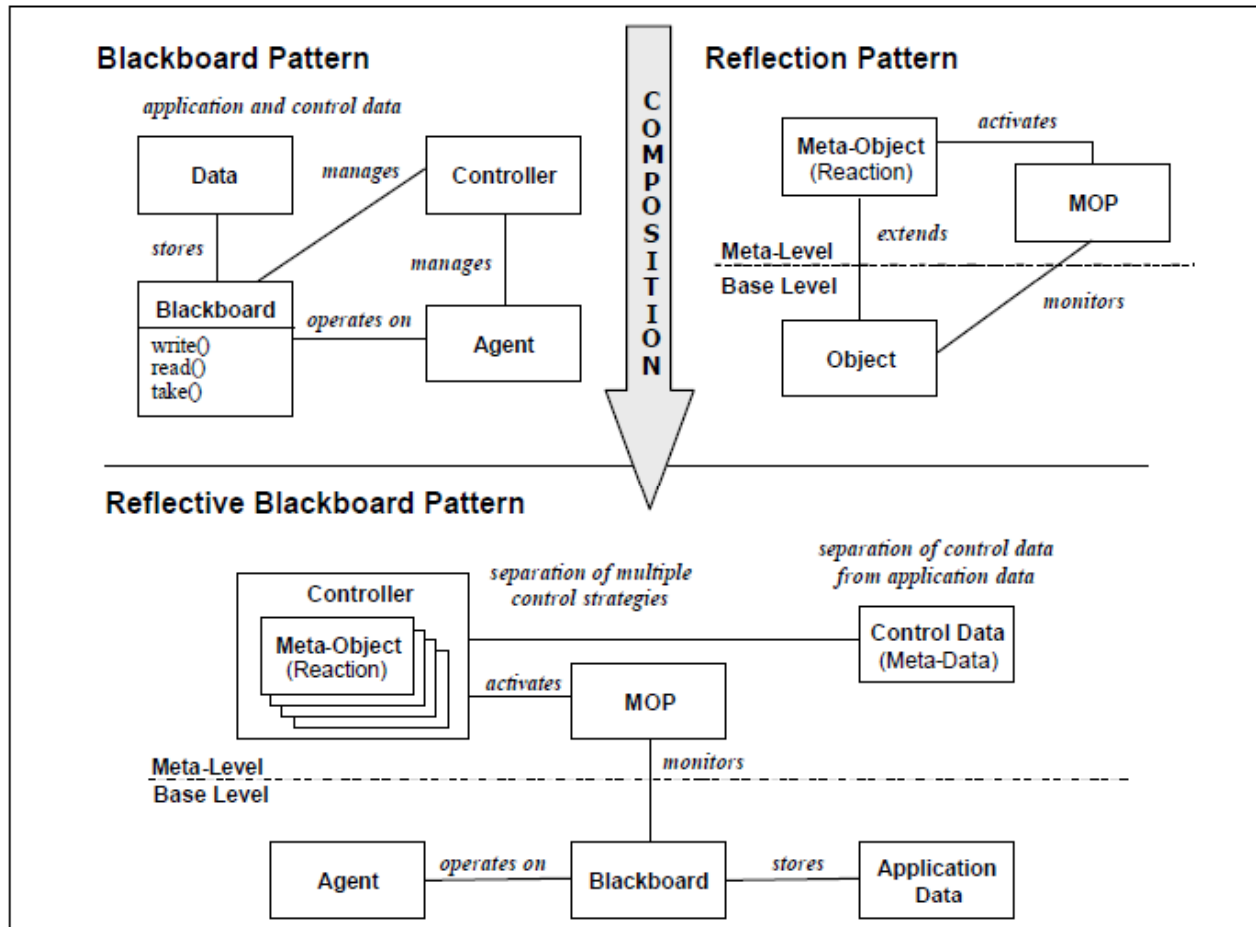 Blackboard Pattern
application and control data
Data
manages
Controller
stores
manages
Blackboard
write()
read()
take()
operates on
Agent
COMPOSITION
Reflection Pattern
activates
Meta-Object
(Reaction)
MOP
extends
Meta-Level
Base Level
monitors
Object
Reflective Blackboard Pattern
separation of multiple
control strategies
separation of control data
from application data
Controller
Meta-Object
(Reaction)
activates
MOP
Control Data
(Meta-Data)
monitors
Meta-Level
Base Level
Agent
operates on
Blackboard
stores
Application
Data